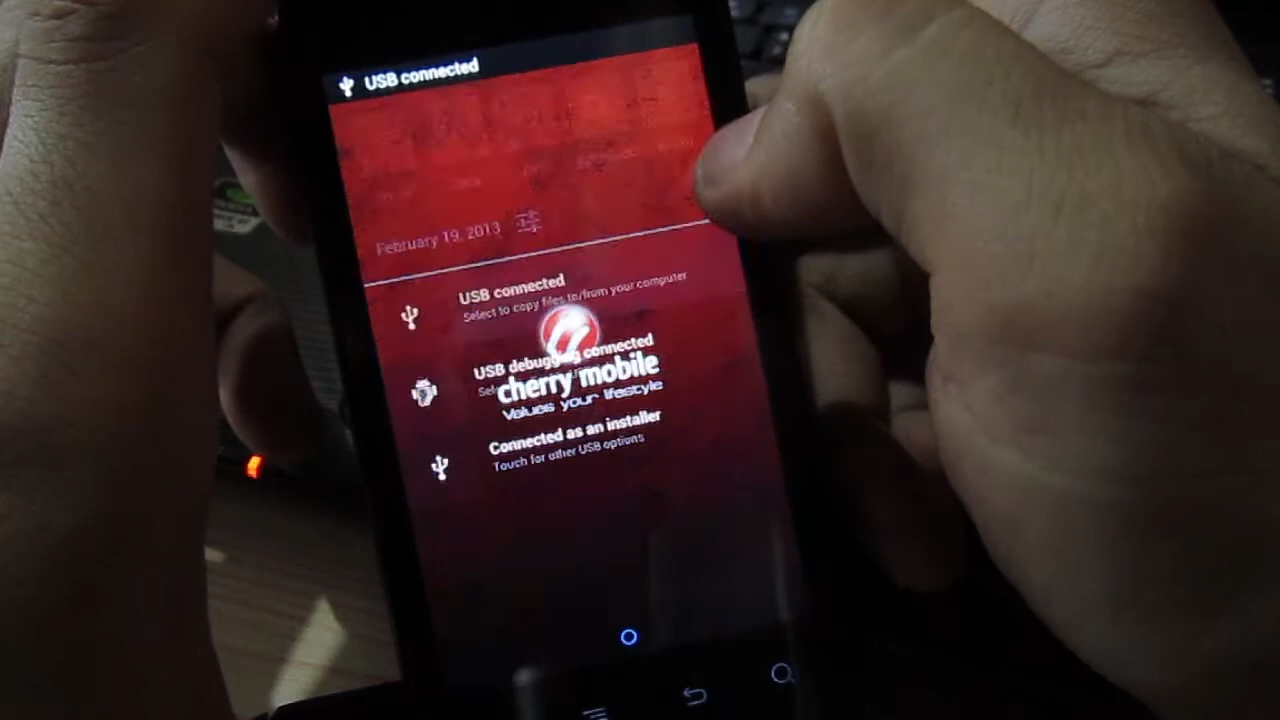 USB connected
February 19, 2013
USB connected
Select to copy files to/from your computer
USB debugging connected
cherry mobile
Values your lifestyle
Connected as an installer
Touch for other USB options